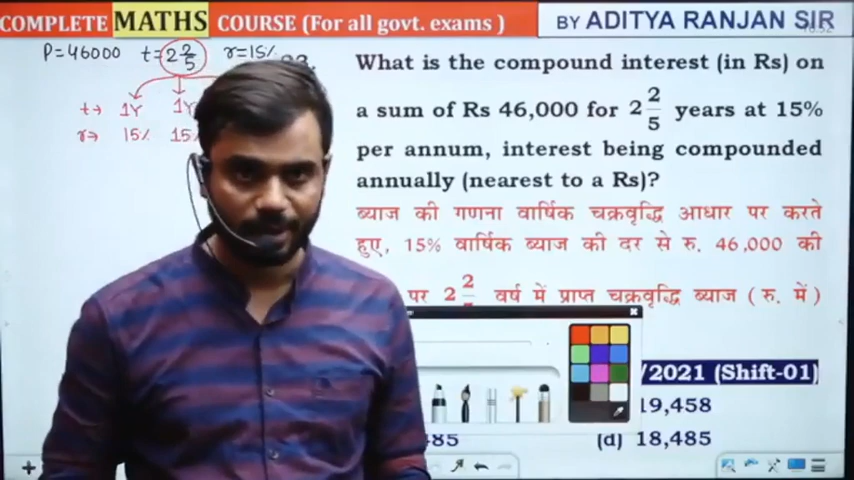 COMPLETE MATHS COURSE (For all govt. exams)
BY ADITYA RANJAN SIR
P=46000 t=2 2/5 r=15%
t→ 1Y 1Y
r→ 15% 15%
What is the compound interest (in Rs) on
a sum of Rs 46,000 for 2 2/5 years at 15%
per annum, interest being compounded
annually (nearest to a Rs)?
ब्याज की गणना वार्षिक चक्रवृद्धि आधार पर करते
हुए, 15% वार्षिक ब्याज की दर से रु. 46,000 की
पर 2 2 वर्ष में प्राप्त चक्रवृद्धि ब्याज (रु. में)
/2021 (Shift-01)
19,458
485 (d) 18,485